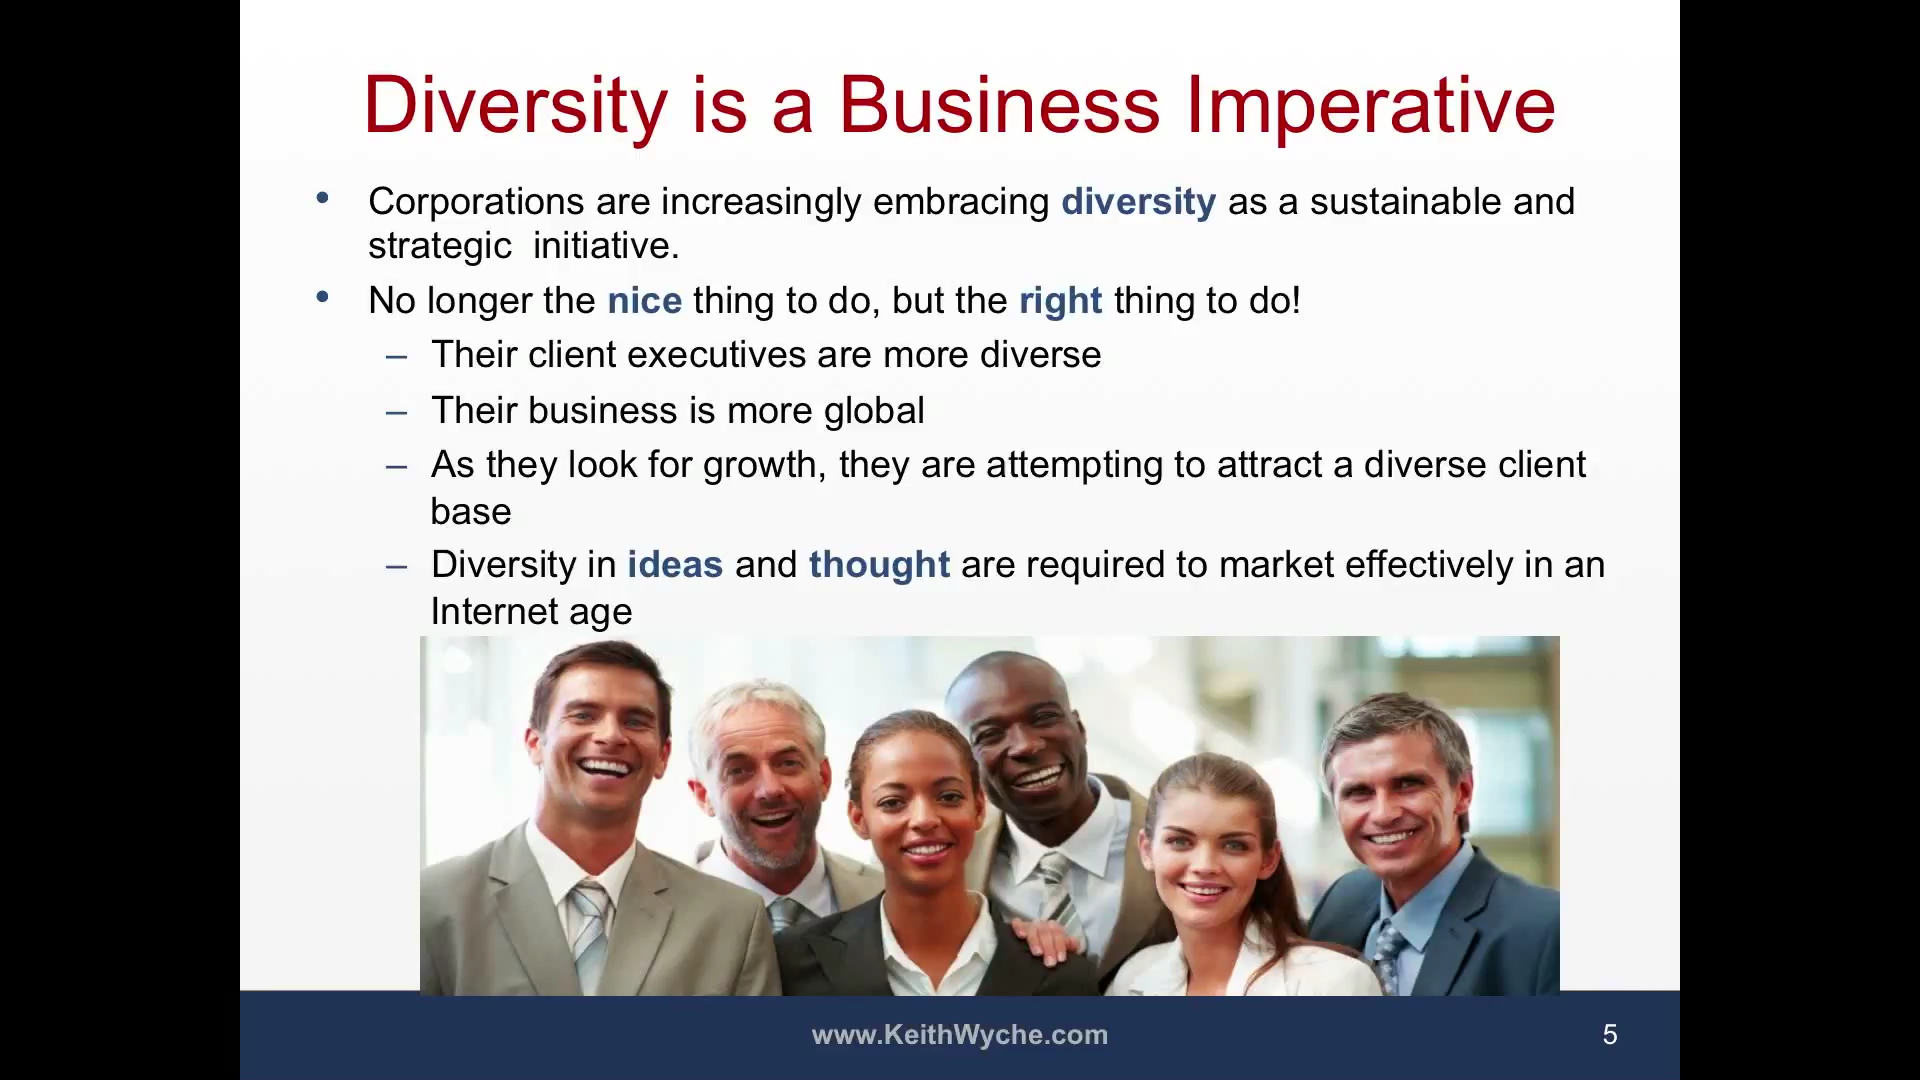 Diversity is a Business Imperative
• Corporations are increasingly embracing diversity as a sustainable and
strategic  initiative.
• No longer the nice thing to do, but the right thing to do!
– Their client executives are more diverse
– Their business is more global
– As they look for growth, they are attempting to attract a diverse client
base
– Diversity in ideas and thought are required to market effectively in an
Internet age
www.KeithWyche.com
5